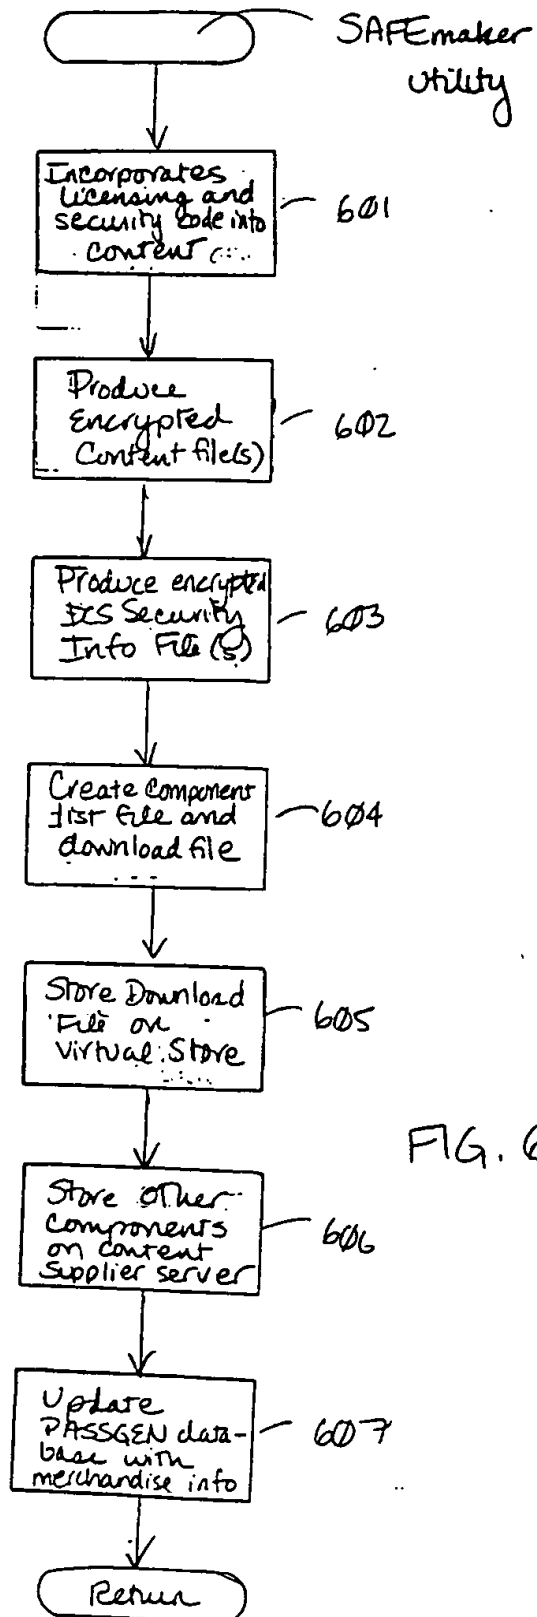 SAFEmaker
utility
Incorporates
licensing and
security code into
content
601
Produce
Encrypted
Content file(s)
602
Produce encrypted
ECS Security
Info File(s)
603
Create component
list file and
download file
604
Store Download
File on
Virtual Store
605
FIG. 6
Store other
components
on content
supplier server
606
Update
PASSGEN data-
base with
merchandise info
607
Return